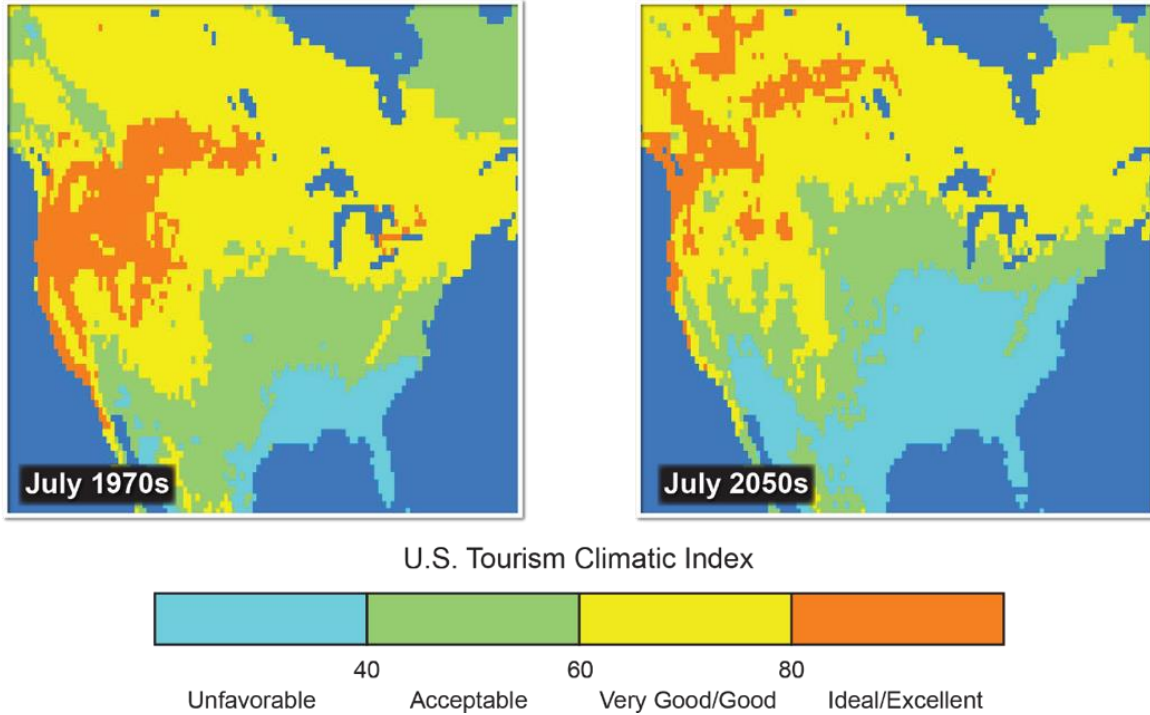 July 1970s
July 2050s
U.S. Tourism Climatic Index
40 60 80
Unfavorable Acceptable Very Good/Good Ideal/Excellent